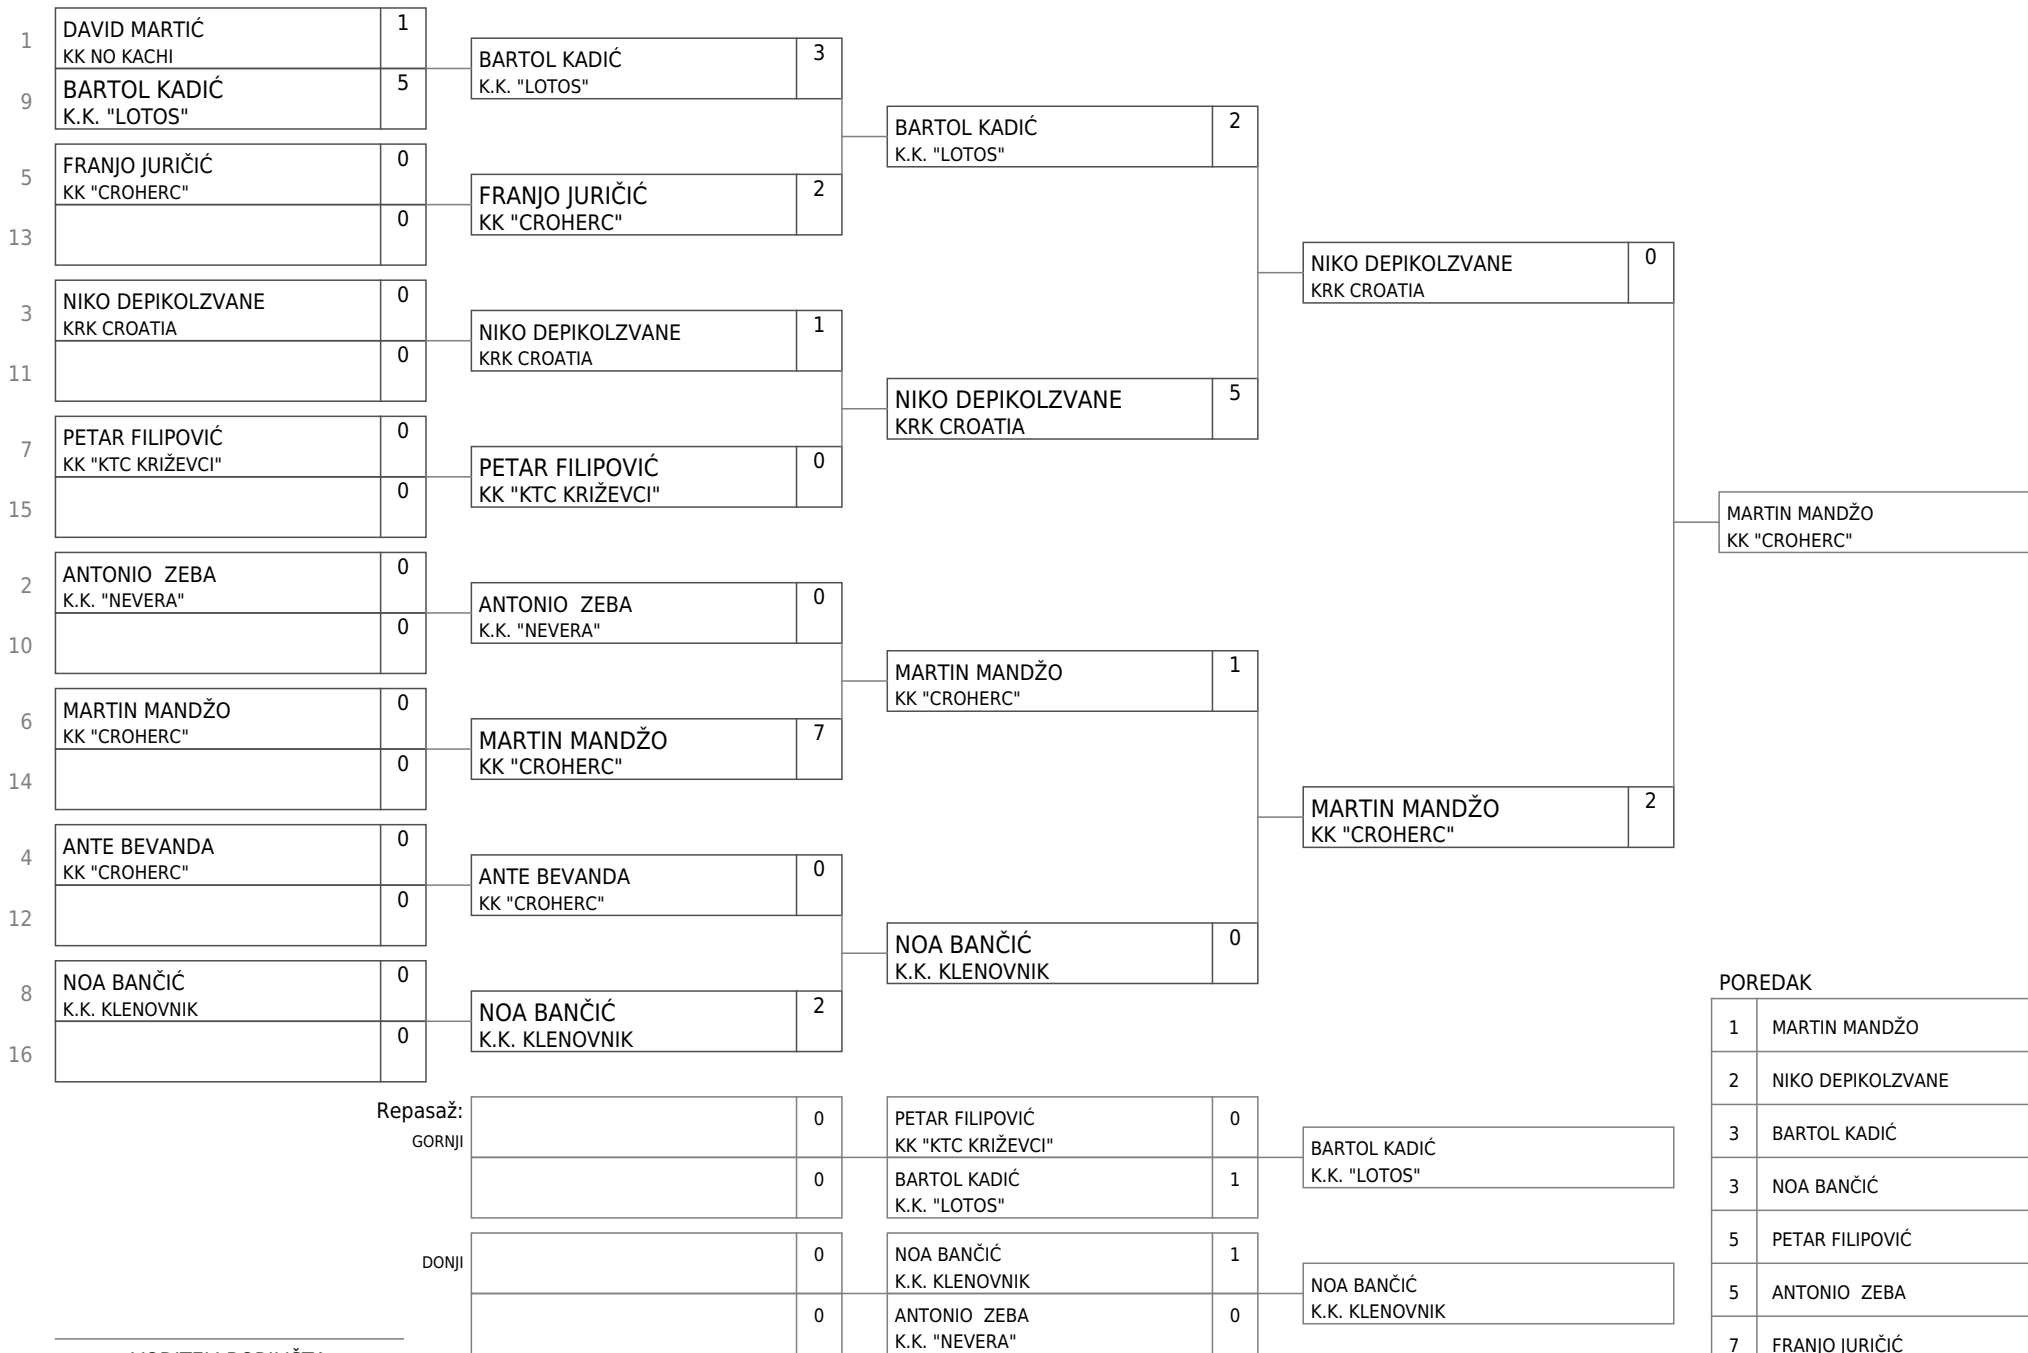 1
DAVID MARTIĆ
KK NO KACHI
1
9
BARTOL KADIĆ
K.K. "LOTOS"
5
5
FRANJO JURIČIĆ
KK "CROHERC"
0
13
0
3
NIKO DEPIKOLZVANE
KRK CROATIA
0
11
0
7
PETAR FILIPOVIĆ
KK "KTC KRIŽEVCI"
0
15
0
2
ANTONIO  ZEBA
K.K. "NEVERA"
0
10
0
6
MARTIN MANDŽO
KK "CROHERC"
0
14
0
4
ANTE BEVANDA
KK "CROHERC"
0
12
0
8
NOA BANČIĆ
K.K. KLENOVNIK
0
16
0
BARTOL KADIĆ
K.K. "LOTOS"
3
FRANJO JURIČIĆ
KK "CROHERC"
2
NIKO DEPIKOLZVANE
KRK CROATIA
1
PETAR FILIPOVIĆ
KK "KTC KRIŽEVCI"
0
ANTONIO  ZEBA
K.K. "NEVERA"
0
MARTIN MANDŽO
KK "CROHERC"
7
ANTE BEVANDA
KK "CROHERC"
0
NOA BANČIĆ
K.K. KLENOVNIK
2
BARTOL KADIĆ
K.K. "LOTOS"
2
NIKO DEPIKOLZVANE
KRK CROATIA
5
MARTIN MANDŽO
KK "CROHERC"
1
NOA BANČIĆ
K.K. KLENOVNIK
0
NIKO DEPIKOLZVANE
KRK CROATIA
0
MARTIN MANDŽO
KK "CROHERC"
2
MARTIN MANDŽO
KK "CROHERC"
Repasaž:
GORNJI
0
0
PETAR FILIPOVIĆ
KK "KTC KRIŽEVCI"
0
BARTOL KADIĆ
K.K. "LOTOS"
1
BARTOL KADIĆ
K.K. "LOTOS"
DONJI
0
0
NOA BANČIĆ
K.K. KLENOVNIK
1
ANTONIO  ZEBA
K.K. "NEVERA"
0
NOA BANČIĆ
K.K. KLENOVNIK
POREDAK
1 MARTIN MANDŽO
2 NIKO DEPIKOLZVANE
3 BARTOL KADIĆ
3 NOA BANČIĆ
5 PETAR FILIPOVIĆ
5 ANTONIO  ZEBA
7 FRANJO JURIČIĆ